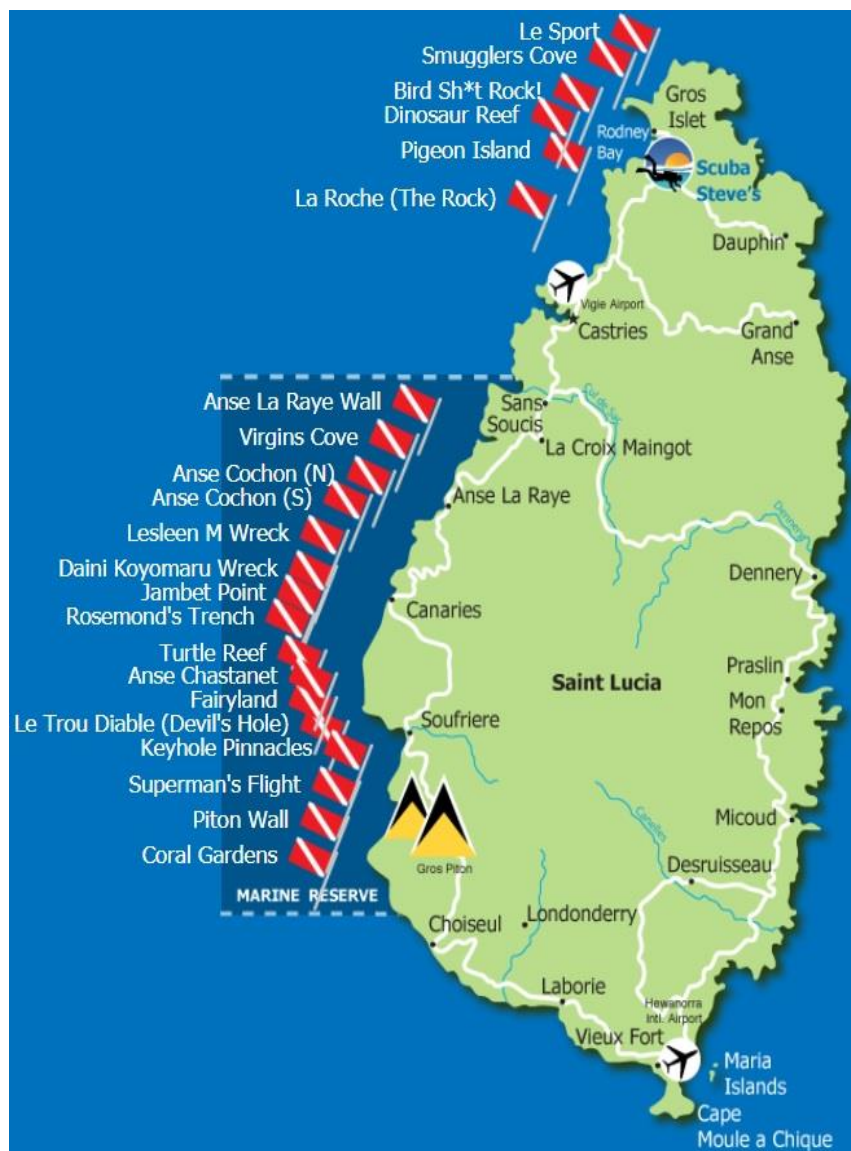 Le Sport
Smugglers Cove
Bird Sh*t Rock!
Dinosaur Reef
Pigeon Island
La Roche (The Rock)
Gros
Islet
Rodney
Bay
Scuba
Steve's
Dauphin
Vigie Airport
Castries
Grand
Anse
Anse La Raye Wall
Virgins Cove
Anse Cochon (N)
Anse Cochon (S)
Lesleen M Wreck
Daini Koyomaru Wreck
Jambet Point
Rosemond's Trench
Turtle Reef
Anse Chastanet
Fairyland
Le Trou Diable (Devil's Hole)
Keyhole Pinnacles
Superman's Flight
Piton Wall
Coral Gardens
MARINE RESERVE
Sans
Soucis
Cul de Sac
La Croix Maingot
Anse La Raye
Dennery
Dennery
Canaries
Saint Lucia
Praslin
Mon
Repos
Soufriere
Micoud
Canelles
Gros Piton
Desruisseau
Choiseul
Londonderry
Laborie
Hewanorra
Intl. Airport
Vieux Fort
Maria
Islands
Cape
Moule a Chique